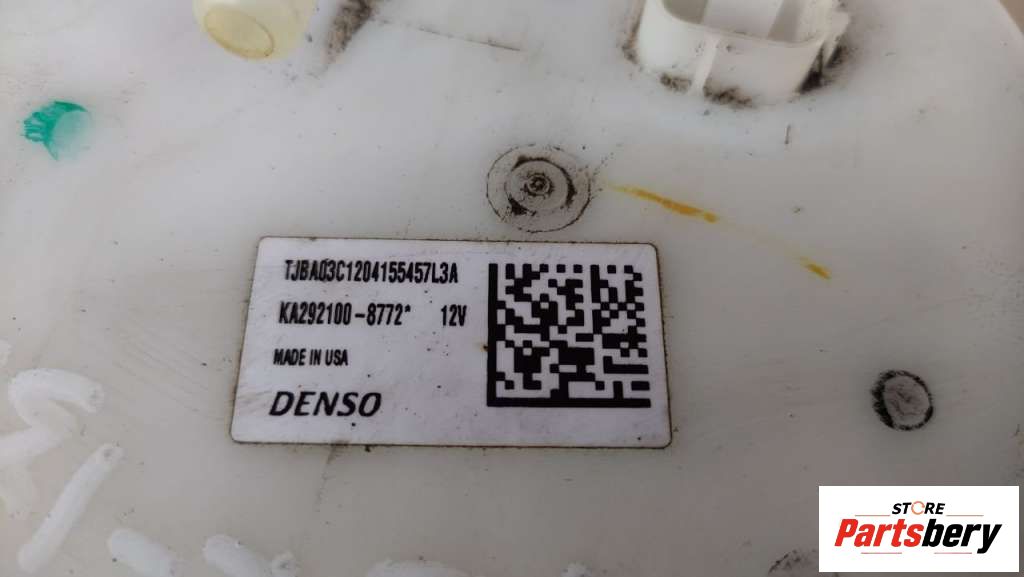 TJBA03C1204155457L3A
KA292100-8772* 12V
MADE IN USA
DENSO
STORE
Partsbery